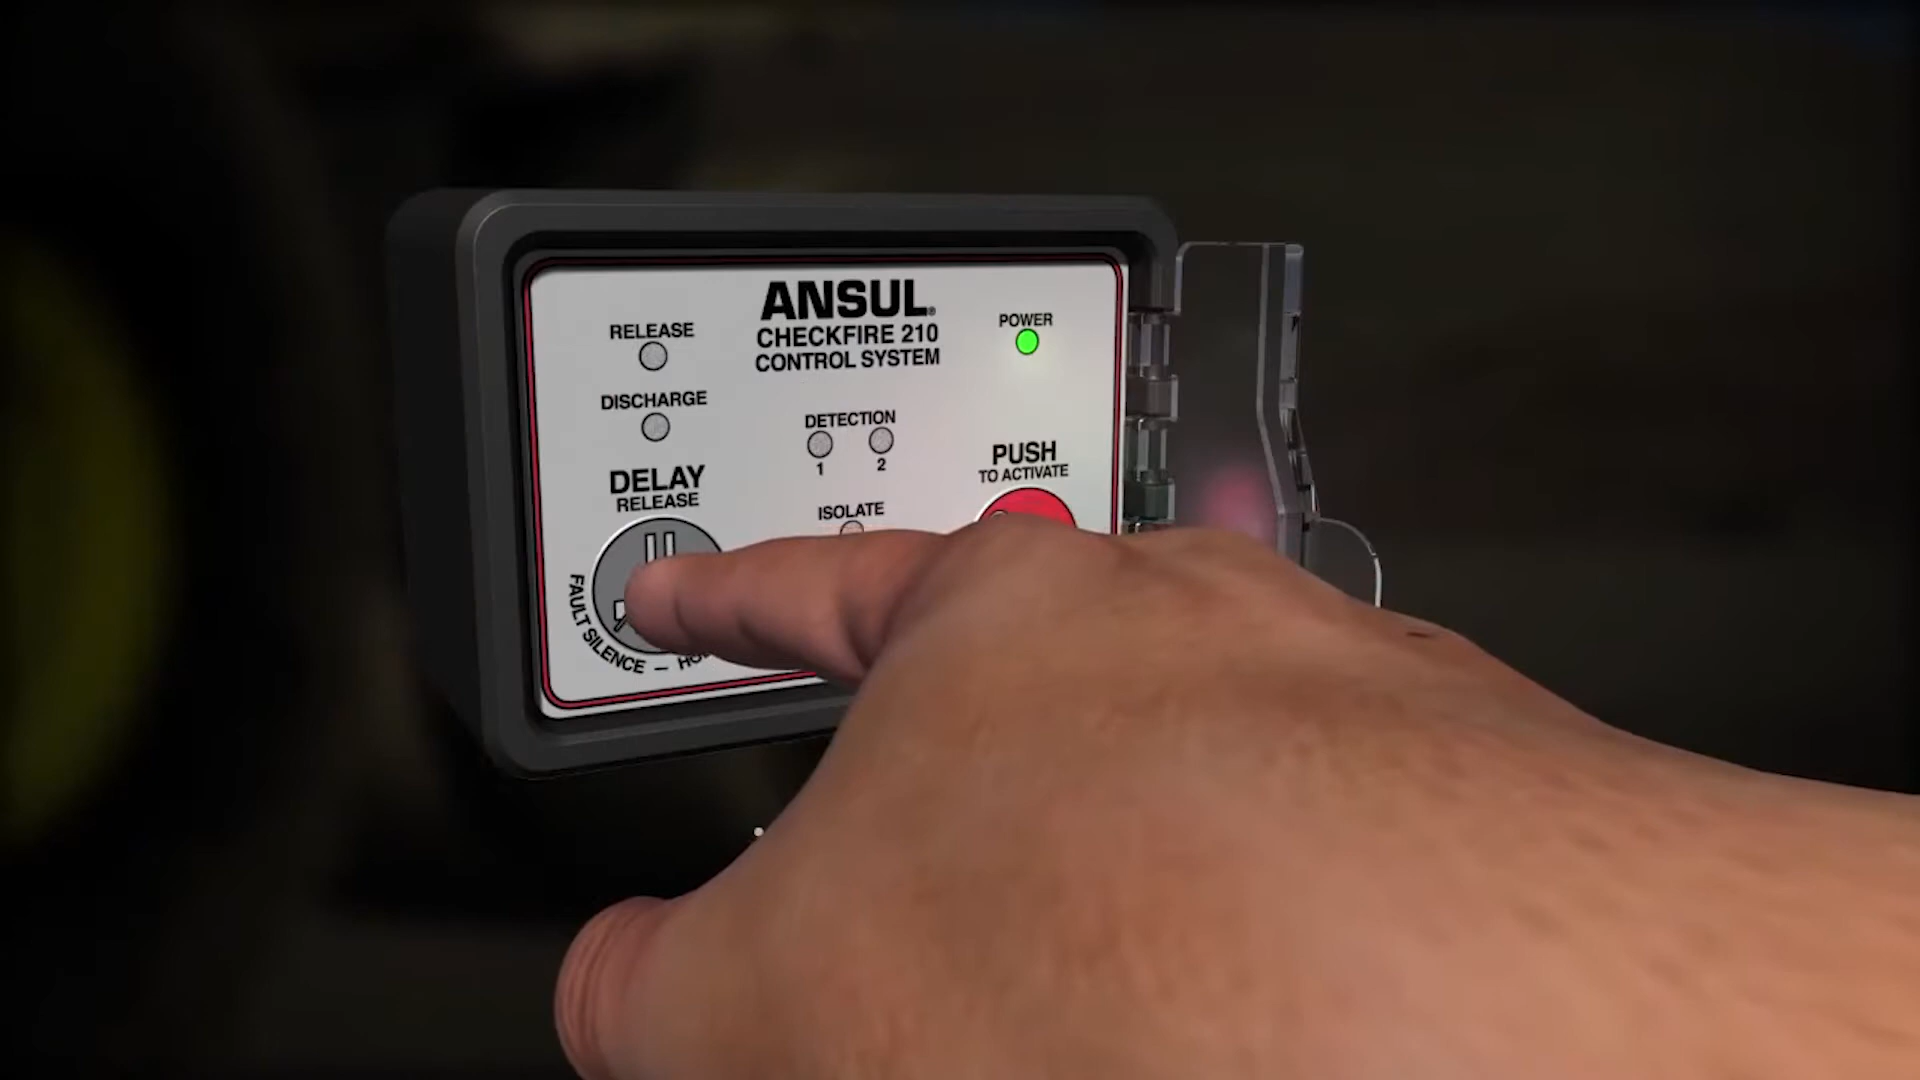 ANSUL®
CHECKFIRE 210
CONTROL SYSTEM
RELEASE
POWER
DISCHARGE
DETECTION
1 2
DELAY
RELEASE
PUSH
TO ACTIVATE
ISOLATE
FAULT SILENCE –